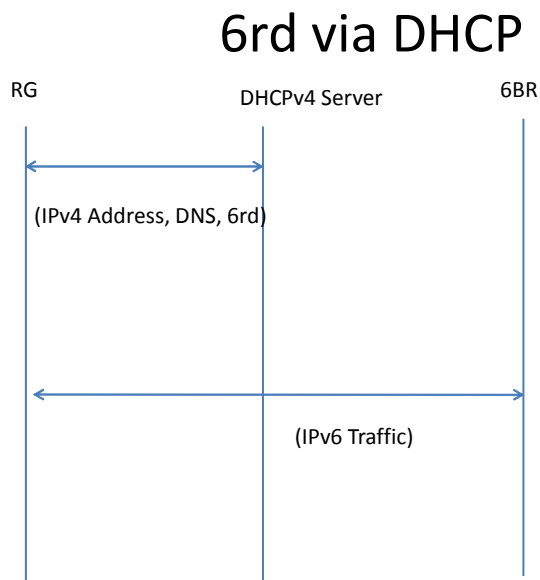 6rd via DHCP
RG
DHCPv4 Server
6BR
(IPv4 Address, DNS, 6rd)
(IPv6 Traffic)